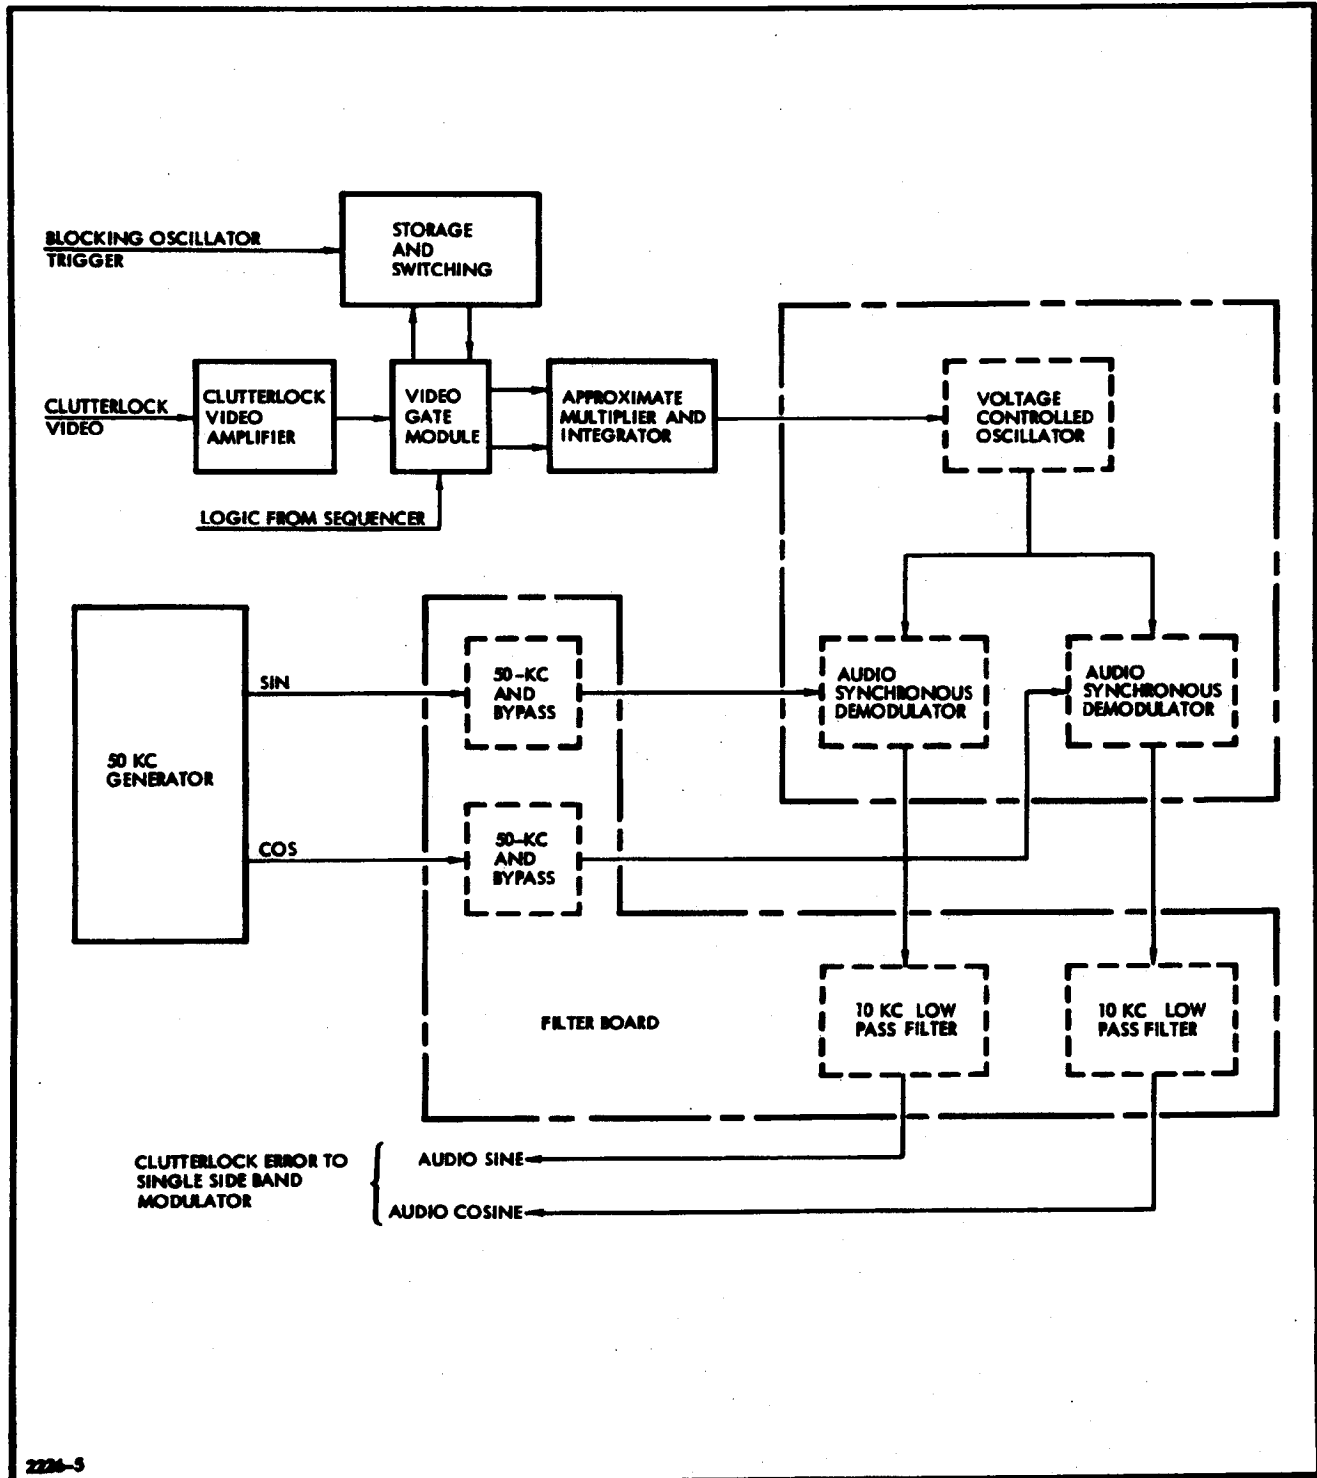 BLOCKING OSCILLATOR
TRIGGER
STORAGE
AND
SWITCHING
CLUTTERLOCK
VIDEO
CLUTTERLOCK
VIDEO
AMPLIFIER
VIDEO
GATE
MODULE
APPROXIMATE
MULTIPLIER AND
INTEGRATOR
VOLTAGE
CONTROLLED
OSCILLATOR
LOGIC FROM SEQUENCER
50 KC
GENERATOR
SIN
COS
50-KC
AND
BYPASS
50-KC
AND
BYPASS
AUDIO
SYNCHRONOUS
DEMODULATOR
AUDIO
SYNCHRONOUS
DEMODULATOR
FILTER BOARD
10 KC LOW
PASS FILTER
10 KC LOW
PASS FILTER
CLUTTERLOCK ERROR TO
SINGLE SIDE BAND
MODULATOR
AUDIO SINE
AUDIO COSINE
2226-5